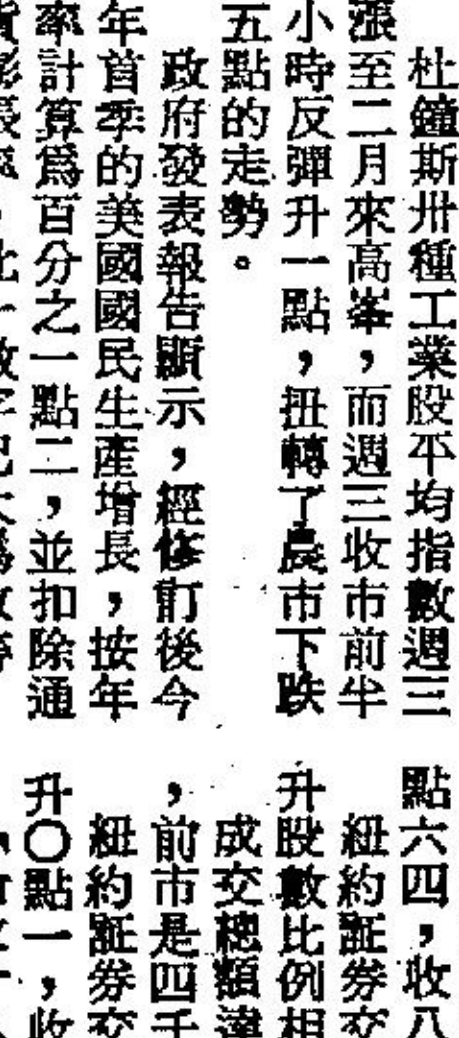 杜鐘斯卅種工業股平均指數週三
漲至二月來高峯，而週三收市前半
小時反彈升一點，扭轉了晨市下跌
五點的走勢。
政府發表報告顯示，經修訂後今
年首季的美國國民生產增長，按年
率計算爲百分之一點二，並扣除通
點六四，收八
紐約証券交
升股數比例相
成交總額達
，前市是四千
紐約証券交
升〇點一，收